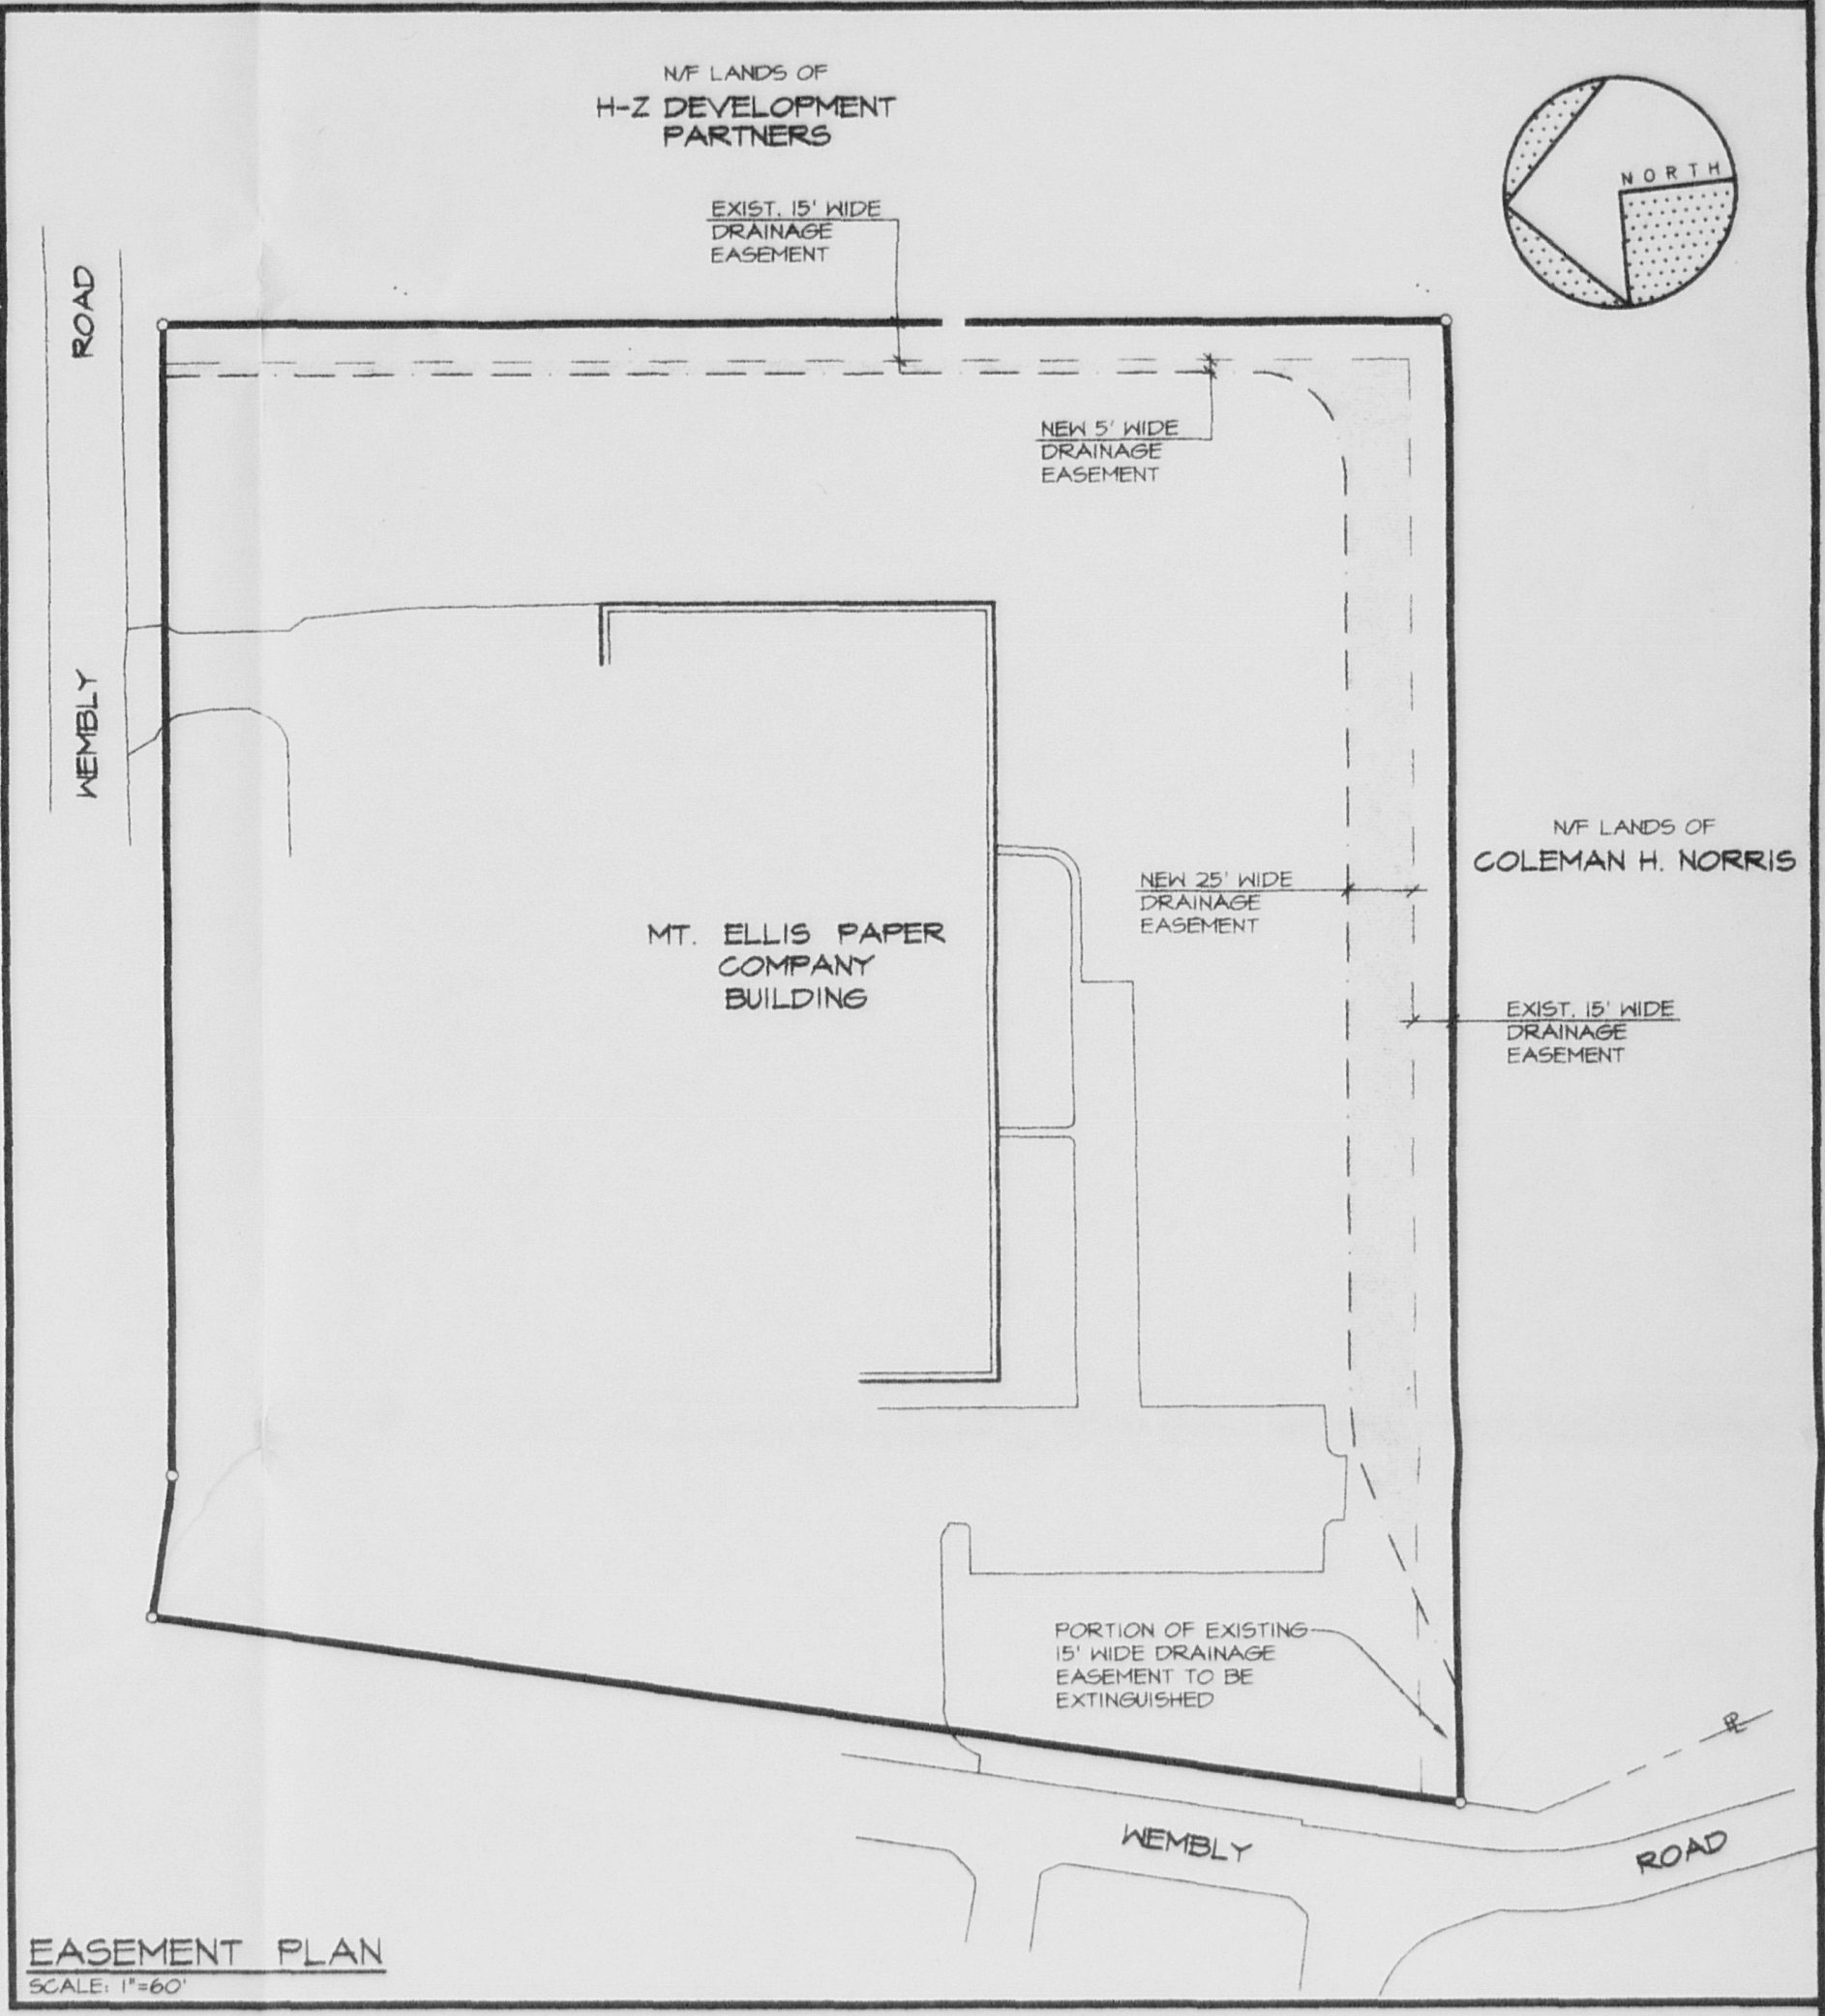 N/F LANDS OF
H-Z DEVELOPMENT
PARTNERS
NORTH
EXIST. 15' WIDE
DRAINAGE
EASEMENT
ROAD
WEMBLY
NEW 5' WIDE
DRAINAGE
EASEMENT
N/F LANDS OF
COLEMAN H. NORRIS
NEW 25' WIDE
DRAINAGE
EASEMENT
MT. ELLIS PAPER
COMPANY
BUILDING
EXIST. 15' WIDE
DRAINAGE
EASEMENT
PORTION OF EXISTING
15' WIDE DRAINAGE
EASEMENT TO BE
EXTINGUISHED
PL
WEMBLY
ROAD
EASEMENT PLAN
SCALE: 1"=60'